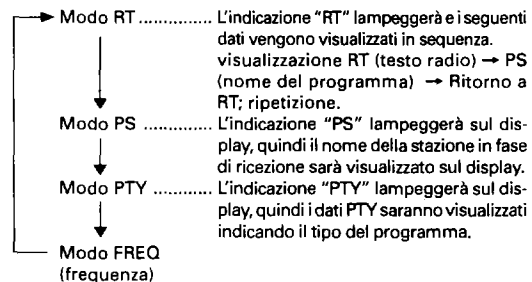 Modo RT .............. L'indicazione "RT" lampeggerà e i seguenti
dati vengono visualizzati in sequenza.
visualizzazione RT (testo radio) → PS
(nome del programma) → Ritorno a
RT; ripetizione.
Modo PS ............. L'indicazione "PS" lampeggerà sul dis-
play, quindi il nome della stazione in fase
di ricezione sarà visualizzato sul display.
Modo PTY ............ L'indicazione "PTY" lampeggerà sul dis-
play, quindi i dati PTY saranno visualizzati
indicando il tipo del programma.
Modo FREQ
(frequenza)